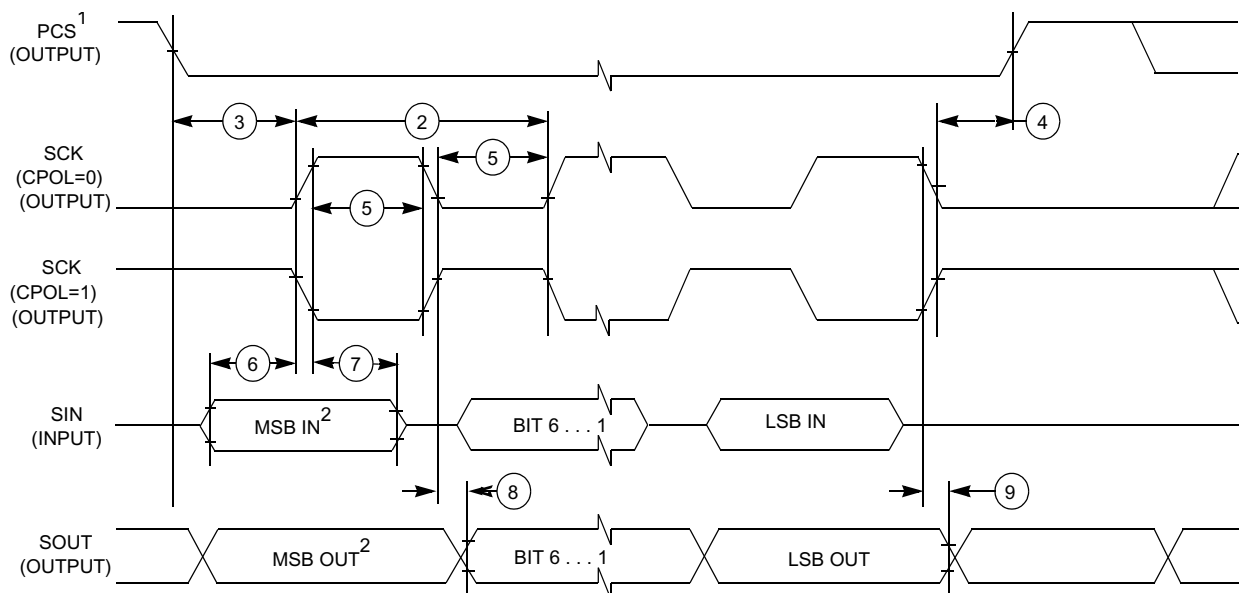 PCS1
(OUTPUT)
3
2
4
SCK
(CPOL=0)
(OUTPUT)
5
5
SCK
(CPOL=1)
(OUTPUT)
6
7
SIN
(INPUT)
MSB IN2
BIT 6 . . . 1
LSB IN
8
9
SOUT
(OUTPUT)
MSB OUT2
BIT 6 . . . 1
LSB OUT